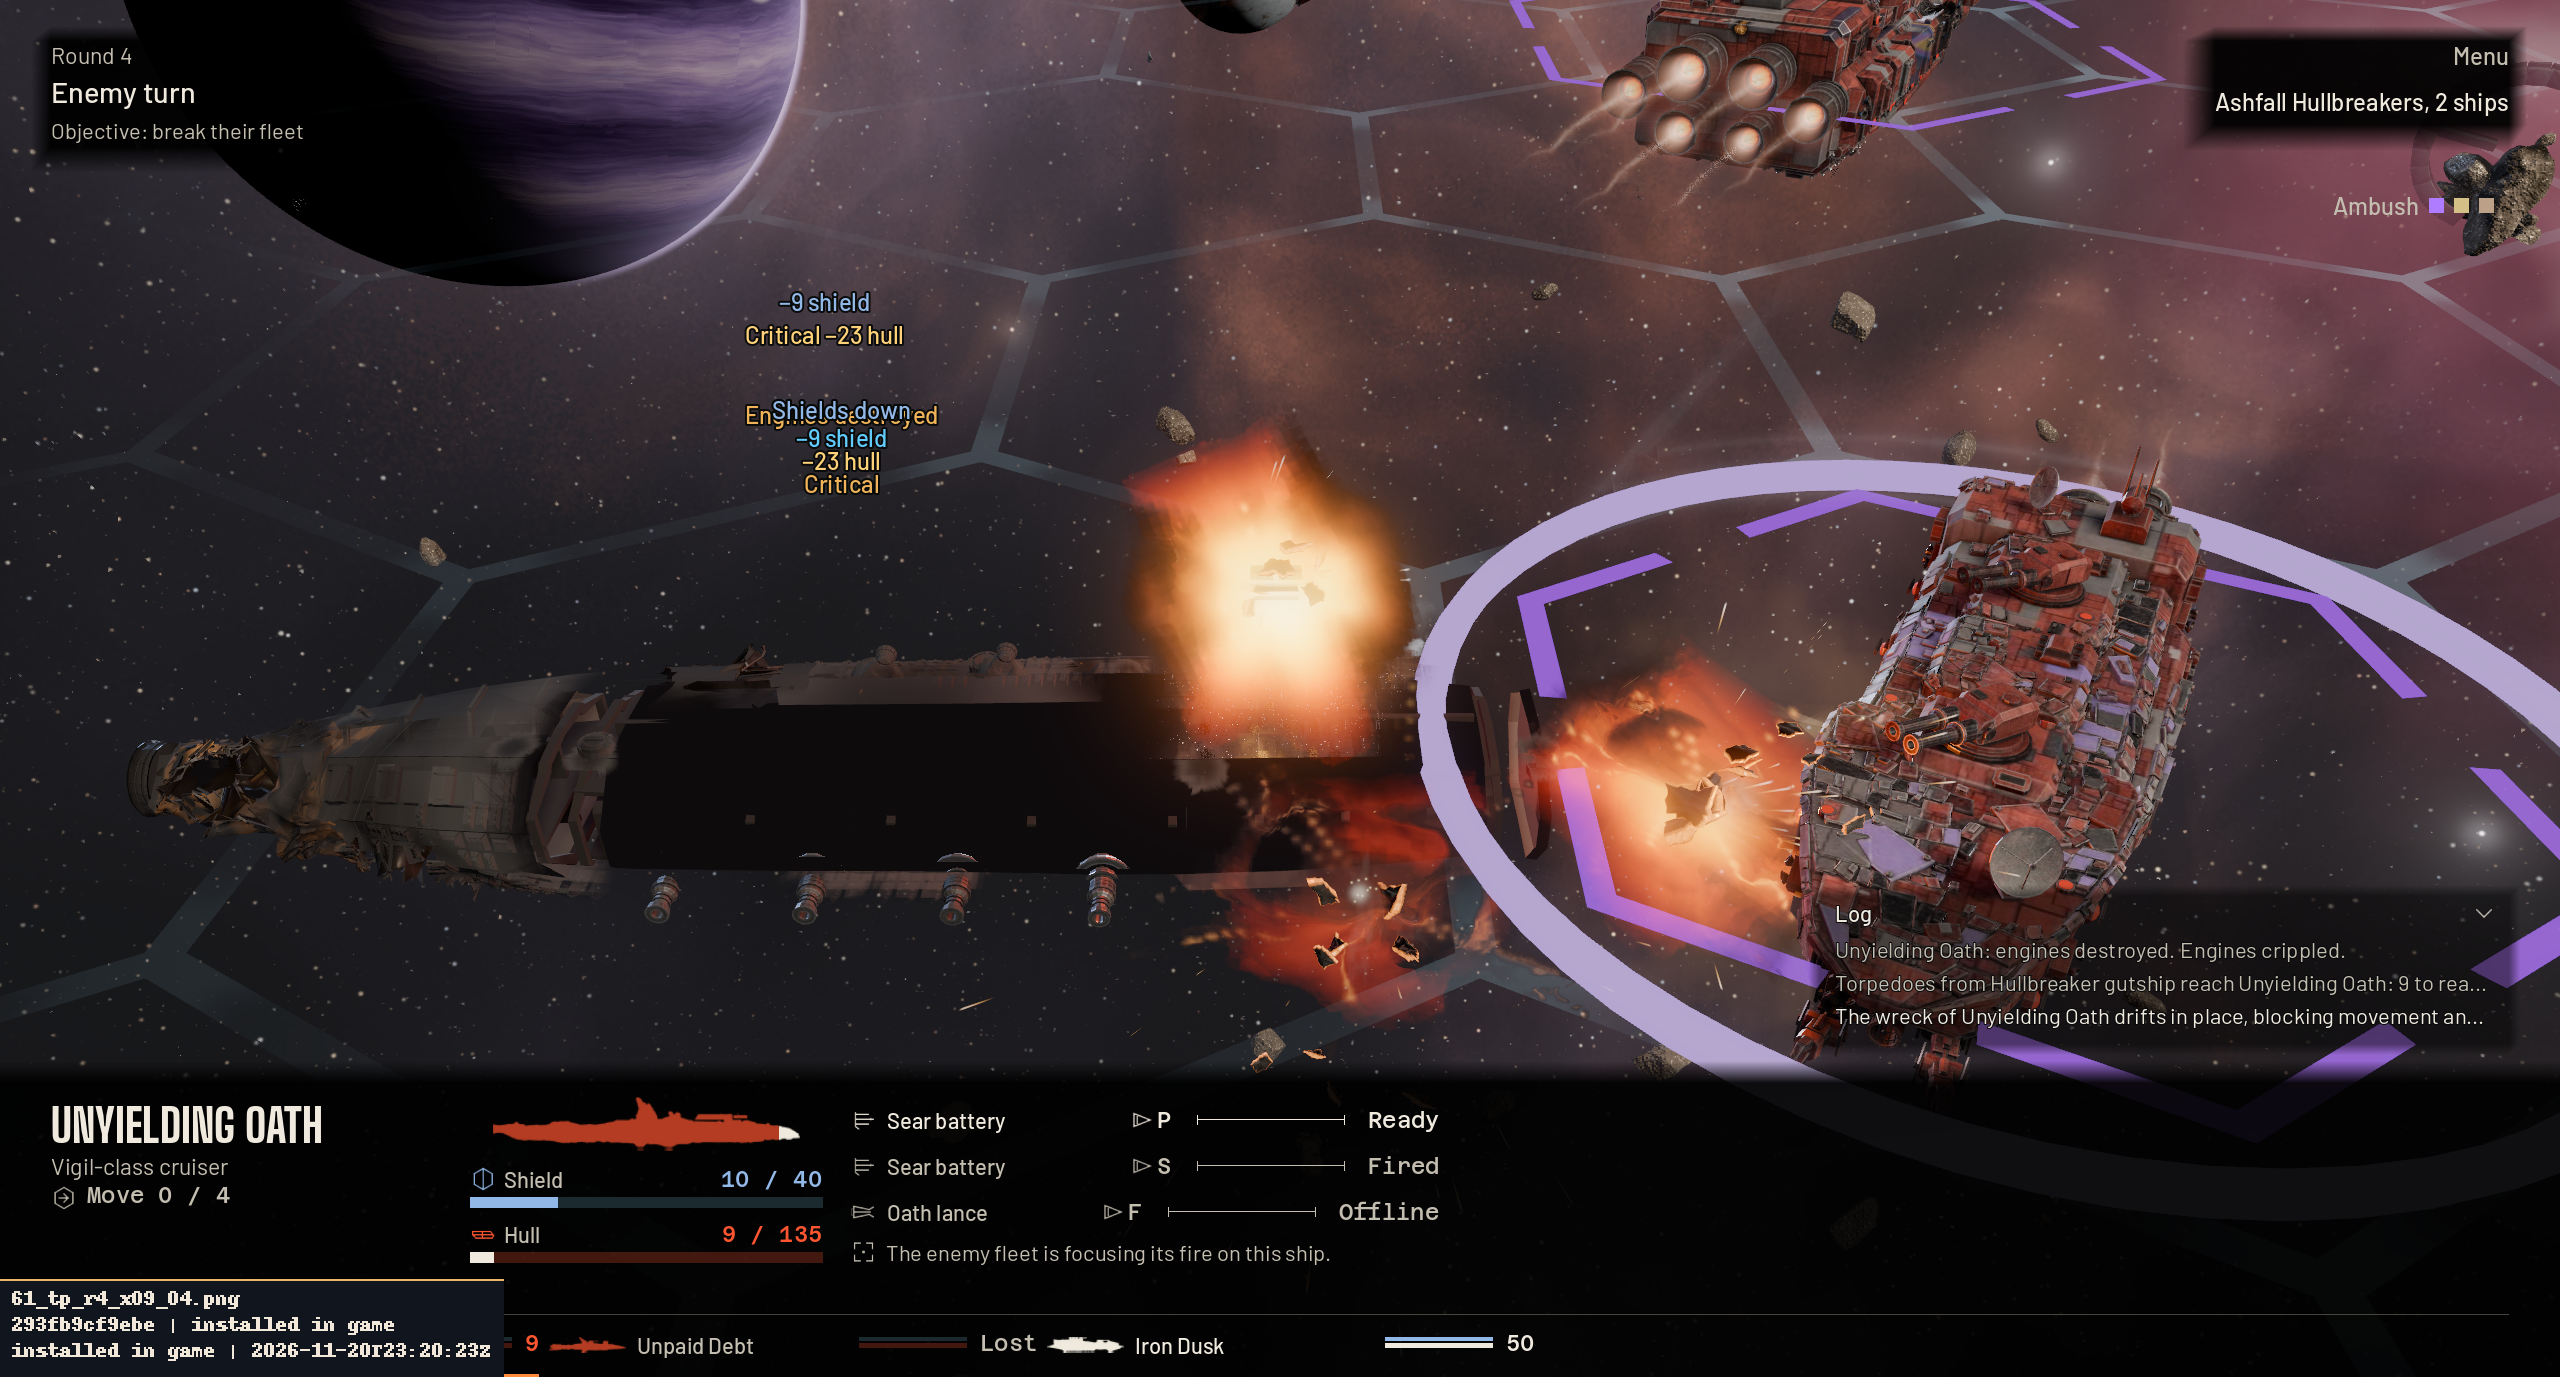 Round 4
Enemy turn
Objective: break their fleet
Menu
Ashfall Hullbreakers, 2 ships
Ambush
−9 shield
Critical −23 hull
Shields down
−9 shield
−23 hull
Critical
Log
Unyielding Oath: engines destroyed. Engines crippled.
Torpedoes from Hullbreaker gutship reach Unyielding Oath: 9 to rea...
The wreck of Unyielding Oath drifts in place, blocking movement an...
UNYIELDING OATH
Vigil-class cruiser
Move 0 / 4
Shield 10 / 40
Hull 9 / 135
Sear battery P Ready
Sear battery S Fired
Oath lance F Offline
The enemy fleet is focusing its fire on this ship.
9 Unpaid Debt Lost Iron Dusk 50
61_tp_r4_x09_04.png
293fb9cf9ebe | installed in game
installed in game | 2026-11-20T23:20:23Z